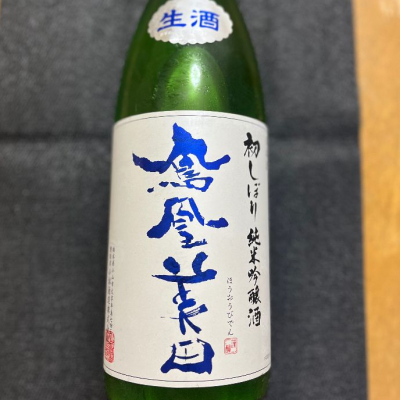 生酒
初しぼり 純米吟醸酒
鳳凰美田
ほうおうびでん